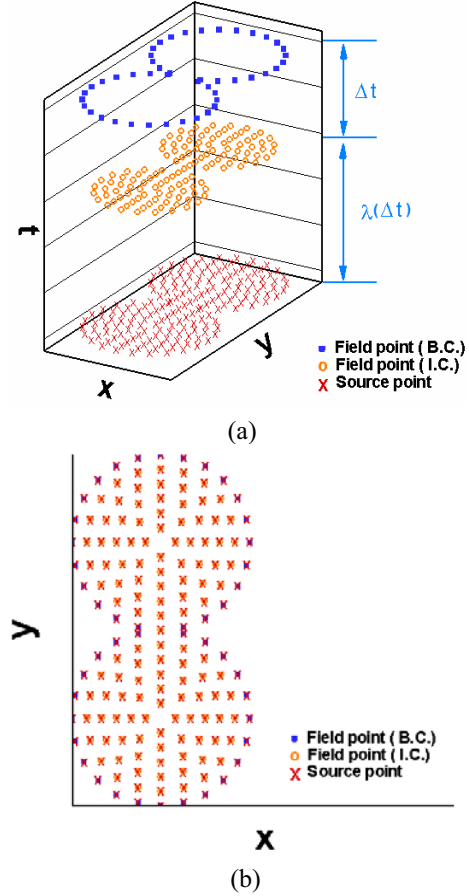 Δt
λ(Δt)
t
x
y
Field point ( B.C.)
Field point ( I.C.)
Source point
(a)
y
Field point ( B.C.)
Field point ( I.C.)
Source point
x
(b)